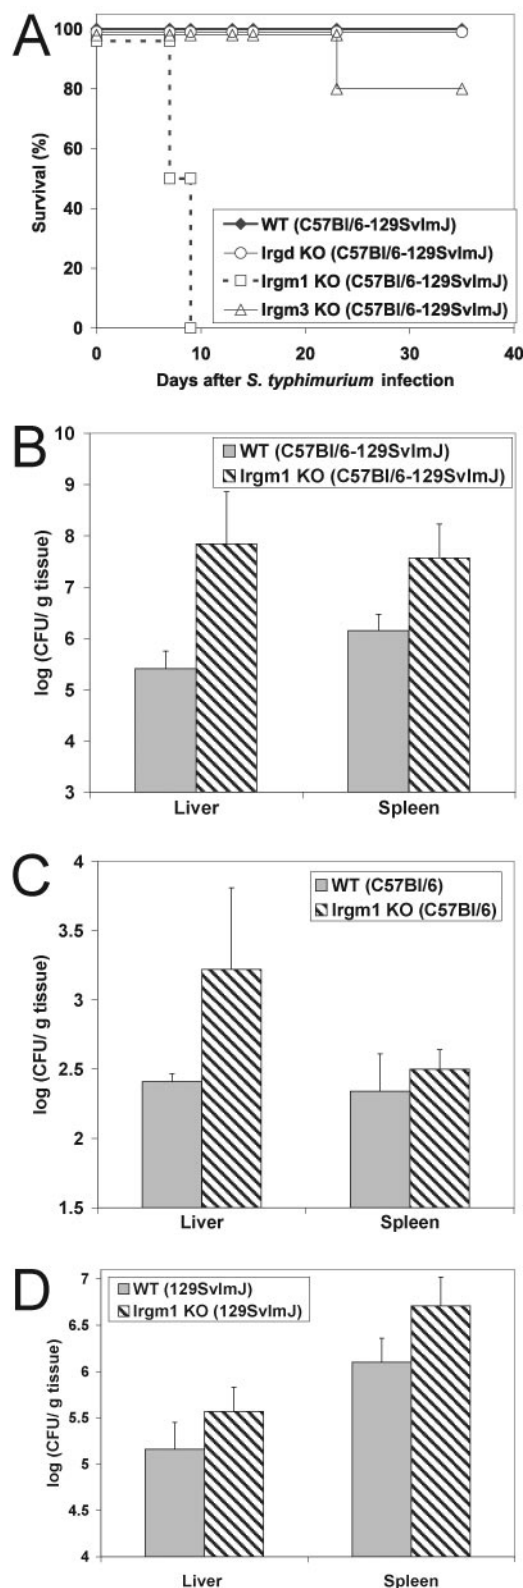 A
100
80
60
40
20
0
Survival (%)
WT (C57Bl/6-129SvImJ)
Irgd KO (C57Bl/6-129SvImJ)
Irgm1 KO (C57Bl/6-129SvImJ)
Irgm3 KO (C57Bl/6-129SvImJ)
0 10 20 30 40
Days after S. typhimurium infection
B
10
9
8
7
6
5
4
3
log (CFU/ g tissue)
WT (C57Bl/6-129SvImJ)
Irgm1 KO (C57Bl/6-129SvImJ)
Liver Spleen
C
4
3.5
3
2.5
2
1.5
log (CFU/ g tissue)
WT (C57Bl/6)
Irgm1 KO (C57Bl/6)
Liver Spleen
D
7
6.5
6
5.5
5
4.5
4
log (CFU/ g tissue)
WT (129SvImJ)
Irgm1 KO (129SvImJ)
Liver Spleen